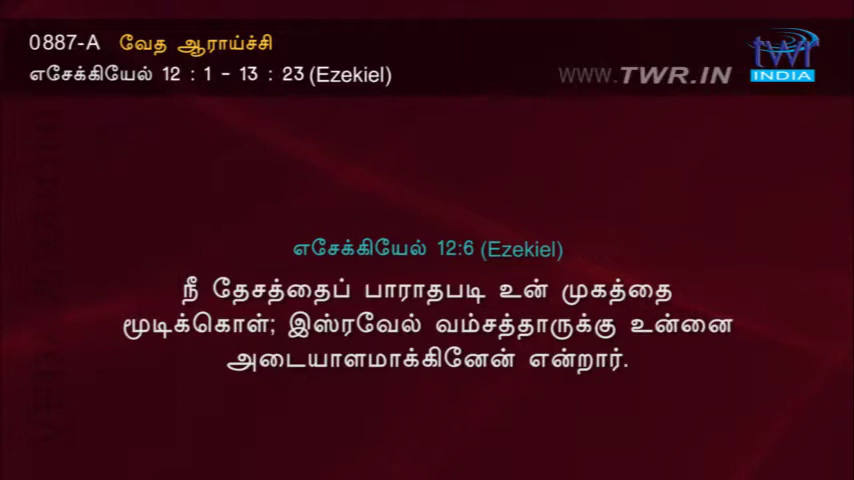 0887-A வேத ஆராய்ச்சி
எசேக்கியேல் 12 : 1 - 13 : 23 (Ezekiel)
www.TWR.IN
twr
INDIA
எசேக்கியேல் 12:6 (Ezekiel)
நீ தேசத்தைப் பாராதபடி உன் முகத்தை
மூடிக்கொள்; இஸ்ரவேல் வம்சத்தாருக்கு உன்னை
அடையாளமாக்கினேன் என்றார்.